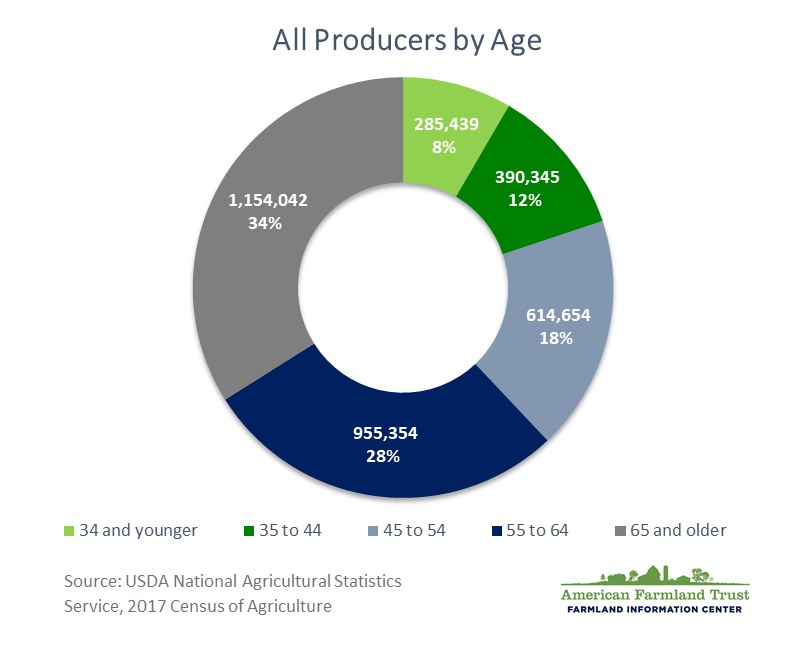 All Producers by Age
285,439
8%
390,345
12%
1,154,042
34%
614,654
18%
955,354
28%
34 and younger
35 to 44
45 to 54
55 to 64
65 and older
Source: USDA National Agricultural Statistics
Service, 2017 Census of Agriculture
American Farmland Trust
FARMLAND INFORMATION CENTER